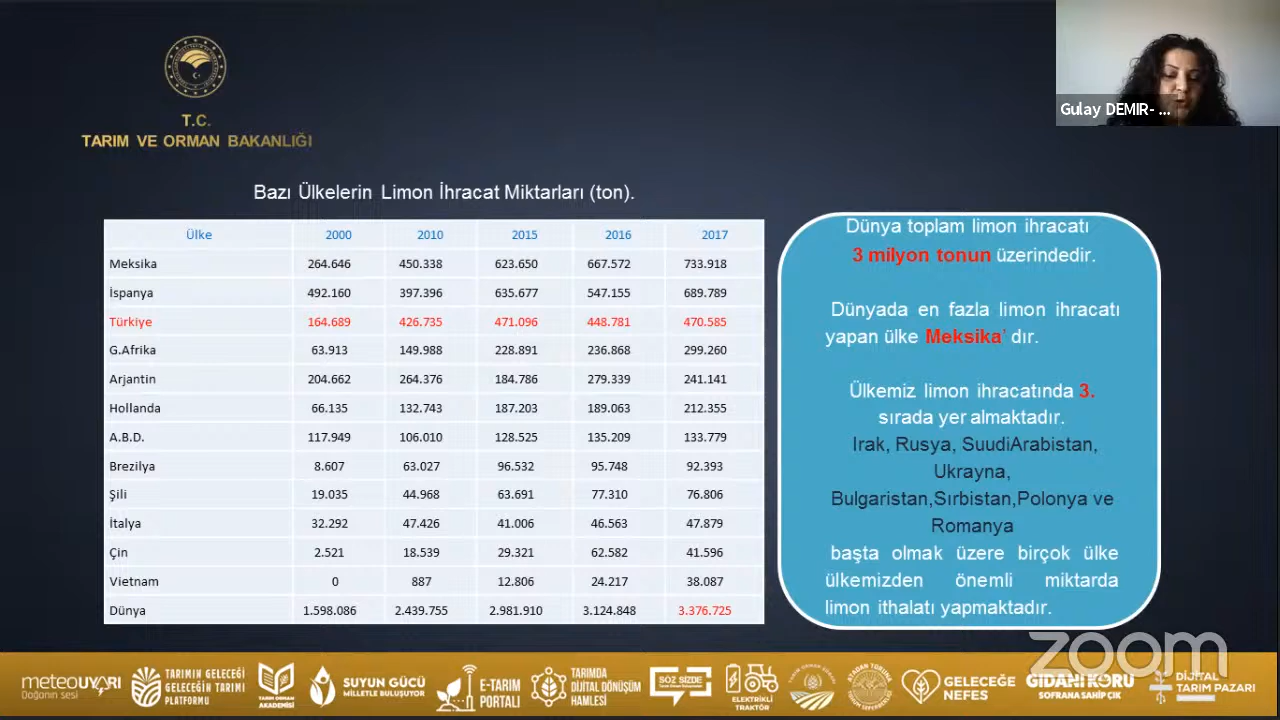 T.C.
TARIM VE ORMAN BAKANLIĞI
Gulay DEMIR- ...
Bazı Ülkelerin Limon İhracat Miktarları (ton).
Ülke 2000 2010 2015 2016 2017
Meksika 264.646 450.338 623.650 667.572 733.918
İspanya 492.160 397.396 635.677 547.155 689.789
Türkiye 164.689 426.735 471.096 448.781 470.585
G.Afrika 63.913 149.988 228.891 236.868 299.260
Arjantin 204.662 264.376 184.786 279.339 241.141
Hollanda 66.135 132.743 187.203 189.063 212.355
A.B.D. 117.949 106.010 128.525 135.209 133.779
Brezilya 8.607 63.027 96.532 95.748 92.393
Şili 19.035 44.968 63.691 77.310 76.806
İtalya 32.292 47.426 41.006 46.563 47.879
Çin 2.521 18.539 29.321 62.582 41.596
Vietnam 0 887 12.806 24.217 38.087
Dünya 1.598.086 2.439.755 2.981.910 3.124.848 3.376.725
Dünya toplam limon ihracatı
3 milyon tonun üzerindedir.
Dünyada en fazla limon ihracatı
yapan ülke Meksika' dır.
Ülkemiz limon ihracatında 3.
sırada yer almaktadır.
Irak, Rusya, SuudiArabistan,
Ukrayna,
Bulgaristan,Sırbistan,Polonya ve
Romanya
başta olmak üzere birçok ülke
ülkemizden önemli miktarda
limon ithalatı yapmaktadır.
zoom
meteoUYARI
Doğanın sesi
TARIMIN GELECEĞİ
GELECEĞİN TARIMI
PLATFORMU
TARIM ORMAN
AKADEMİSİ
SUYUN GÜCÜ
MİLLETLE BULUŞUYOR
E-TARIM
PORTALI
TARIMDA
DİJİTAL DÖNÜŞÜM
HAMLESİ
SÖZ SİZDE
ELEKTRİKLİ
TRAKTÖR
GELECEĞE
NEFES
GIDANI KORU
SOFRANA SAHİP ÇIK
DİJİTAL
TARIM PAZARI